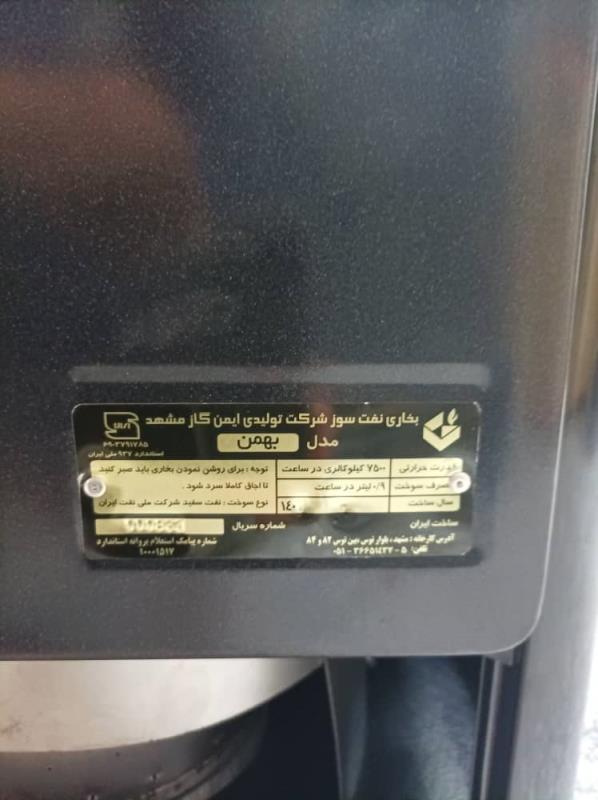 بخاری نفت سوز شرکت تولیدی ایمن گاز مشهد
مدل بهمن
۶۹-۳۷۹۱۷۸۵
استاندارد ۹۲۷ ملی ایران
قدرت حرارتی ۷۵۰۰ کیلوکالری در ساعت
مصرف سوخت ۰/۹ لیتر در ساعت
سال ساخت ۱۴۰
توجه : برای روشن نمودن بخاری باید صبر کنید
تا اجاق کاملا سرد شود .
نوع سوخت : نفت سفید شرکت ملی نفت ایران
ساخت ایران
شماره سریال
آدرس کارخانه : مشهد ، بلوار توس ،بین توس ۸۲ و ۸۴
تلفن: ۵ - ۳۶۶۵۱۴۳۷ - ۰۵۱
شماره پیامک استعلام پروانه استاندارد
۱۰۰۰۱۵۱۷